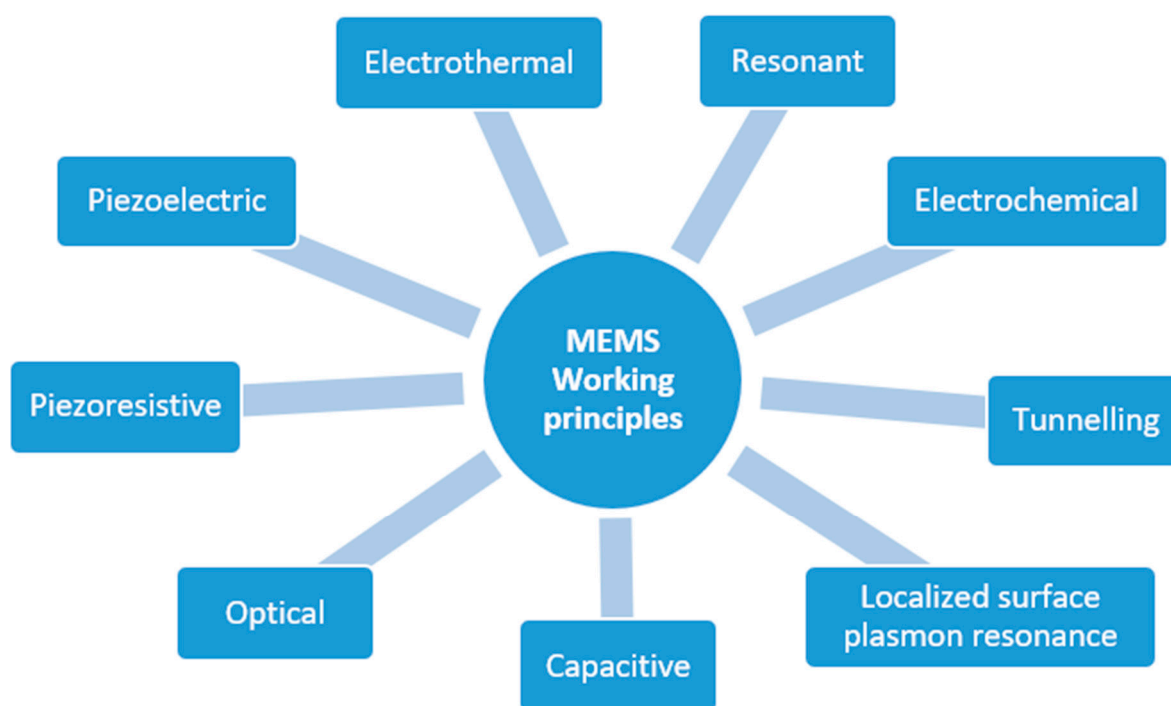 Electrothermal
Resonant
Piezoelectric
Electrochemical
MEMS
Working
principles
Piezoresistive
Tunnelling
Optical
Localized surface
plasmon resonance
Capacitive